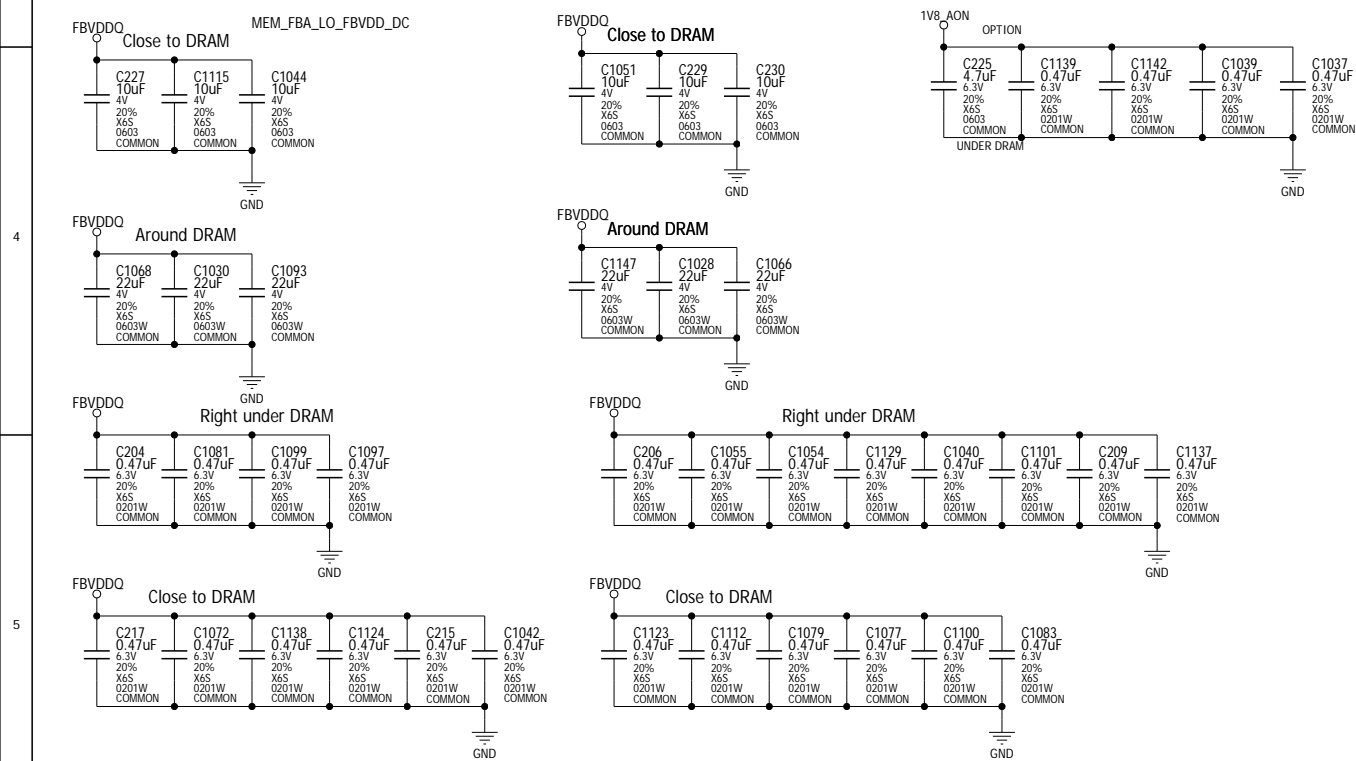 MEM_FBA_LO_FBVDD_DC
FBVDDQ
Close to DRAM
C227
10uF
4V
20%
X6S
0603
COMMON
C1115
10uF
4V
20%
X6S
0603
COMMON
C1044
10uF
4V
20%
X6S
0603
COMMON
GND
FBVDDQ
Close to DRAM
C1051
10uF
4V
20%
X6S
0603
COMMON
C229
10uF
4V
20%
X6S
0603
COMMON
C230
10uF
4V
20%
X6S
0603
COMMON
GND
1V8_AON
OPTION
C225
4.7uF
6.3V
20%
X6S
0603
COMMON
C1139
0.47uF
6.3V
20%
X6S
0201W
COMMON
C1142
0.47uF
6.3V
20%
X6S
0201W
COMMON
C1039
0.47uF
6.3V
20%
X6S
0201W
COMMON
C1037
0.47uF
6.3V
20%
X6S
0201W
COMMON
UNDER DRAM
GND
4
FBVDDQ
Around DRAM
C1068
22uF
4V
20%
X6S
0603W
COMMON
C1030
22uF
4V
20%
X6S
0603W
COMMON
C1093
22uF
4V
20%
X6S
0603W
COMMON
GND
FBVDDQ
Around DRAM
C1147
22uF
4V
20%
X6S
0603W
COMMON
C1028
22uF
4V
20%
X6S
0603W
COMMON
C1066
22uF
4V
20%
X6S
0603W
COMMON
GND
FBVDDQ
Right under DRAM
C204
0.47uF
6.3V
20%
X6S
0201W
COMMON
C1081
0.47uF
6.3V
20%
X6S
0201W
COMMON
C1099
0.47uF
6.3V
20%
X6S
0201W
COMMON
C1097
0.47uF
6.3V
20%
X6S
0201W
COMMON
GND
FBVDDQ
Right under DRAM
C206
0.47uF
6.3V
20%
X6S
0201W
COMMON
C1055
0.47uF
6.3V
20%
X6S
0201W
COMMON
C1054
0.47uF
6.3V
20%
X6S
0201W
COMMON
C1129
0.47uF
6.3V
20%
X6S
0201W
COMMON
C1040
0.47uF
6.3V
20%
X6S
0201W
COMMON
C1101
0.47uF
6.3V
20%
X6S
0201W
COMMON
C209
0.47uF
6.3V
20%
X6S
0201W
COMMON
C1137
0.47uF
6.3V
20%
X6S
0201W
COMMON
GND
5
FBVDDQ
Close to DRAM
C217
0.47uF
6.3V
20%
X6S
0201W
COMMON
C1072
0.47uF
6.3V
20%
X6S
0201W
COMMON
C1138
0.47uF
6.3V
20%
X6S
0201W
COMMON
C1124
0.47uF
6.3V
20%
X6S
0201W
COMMON
C215
0.47uF
6.3V
20%
X6S
0201W
COMMON
C1042
0.47uF
6.3V
20%
X6S
0201W
COMMON
GND
FBVDDQ
Close to DRAM
C1123
0.47uF
6.3V
20%
X6S
0201W
COMMON
C1112
0.47uF
6.3V
20%
X6S
0201W
COMMON
C1079
0.47uF
6.3V
20%
X6S
0201W
COMMON
C1077
0.47uF
6.3V
20%
X6S
0201W
COMMON
C1100
0.47uF
6.3V
20%
X6S
0201W
COMMON
C1083
0.47uF
6.3V
20%
X6S
0201W
COMMON
GND